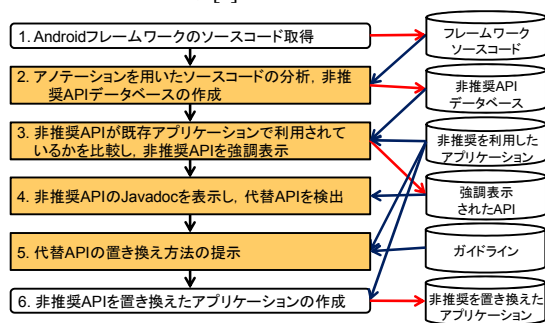 1. Androidフレームワークのソースコード取得
2. アノテーションを用いたソースコードの分析，非推
奨APIデータベースの作成
3. 非推奨APIが既存アプリケーションで利用されて
いるかを比較し，非推奨APIを強調表示
4. 非推奨APIのJavadocを表示し，代替APIを検出
5. 代替APIの置き換え方法の提示
6. 非推奨APIを置き換えたアプリケーションの作成
フレームワーク
ソースコード
非推奨API
データベース
非推奨を利用した
アプリケーション
強調表示
されたAPI
ガイドライン
非推奨を置き換えた
アプリケーション